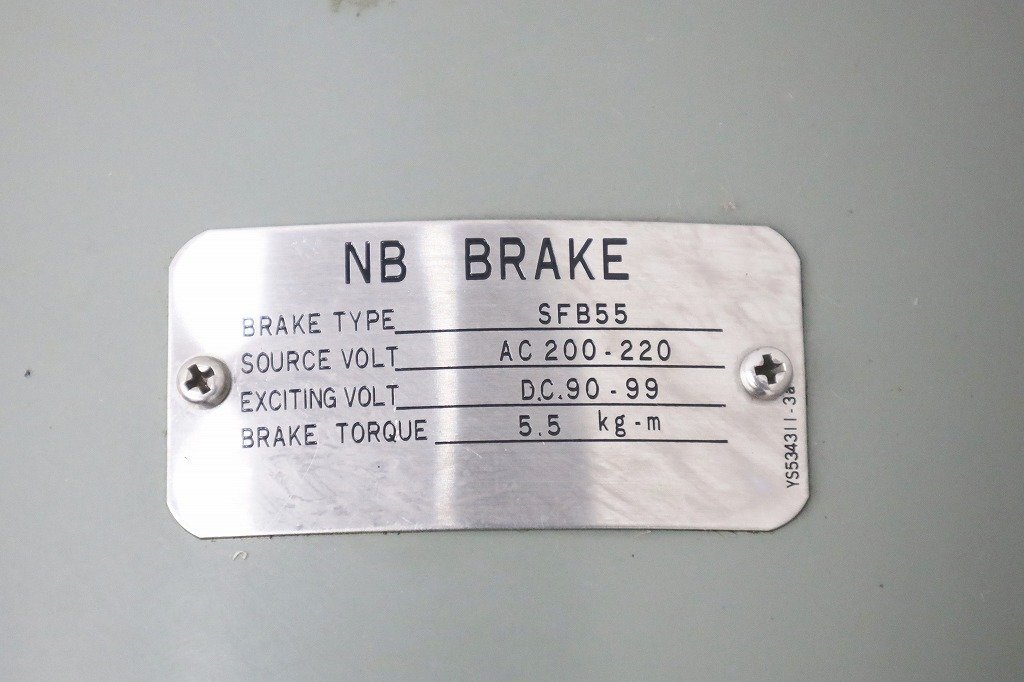 NB BRAKE
BRAKE TYPE SFB55
SOURCE VOLT AC 200-220
EXCITING VOLT D.C. 90-99
BRAKE TORQUE 5.5 kg-m